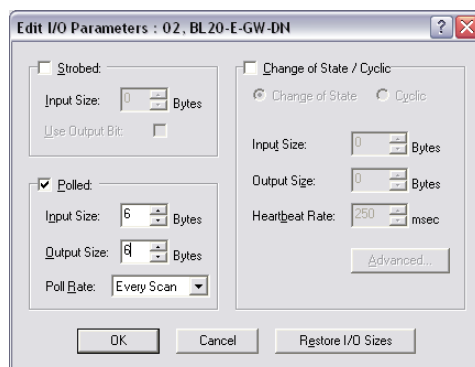 Edit I/O Parameters : 02, BL20-E-GW-DN
Strobed:
Input Size: 0 Bytes
Use Output Bit:
Polled:
Input Size: 6 Bytes
Output Size: 6 Bytes
Poll Rate: Every Scan
Change of State / Cyclic
Change of State Cyclic
Input Size: 0 Bytes
Output Size: 0 Bytes
Heartbeat Rate: 250 msec
Advanced...
OK Cancel Restore I/O Sizes